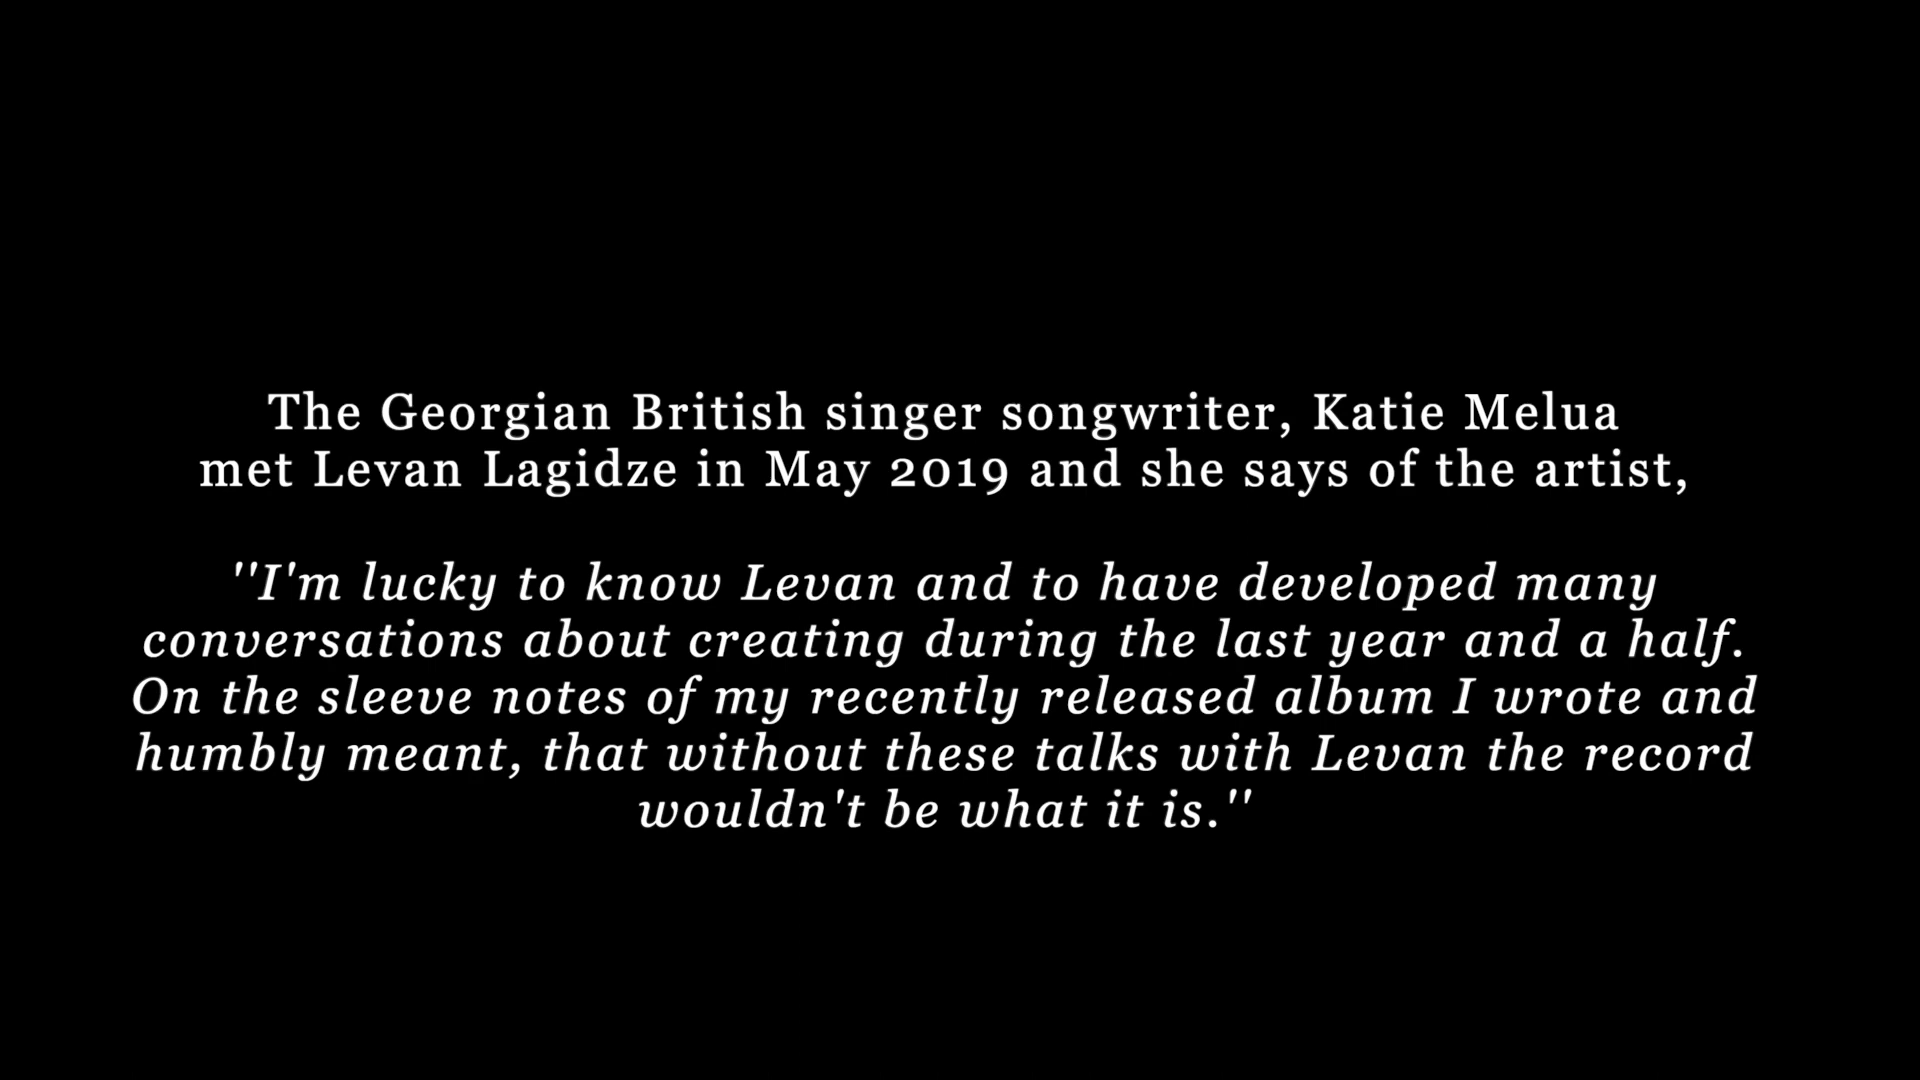 The Georgian British singer songwriter, Katie Melua
met Levan Lagidze in May 2019 and she says of the artist,
''I'm lucky to know Levan and to have developed many
conversations about creating during the last year and a half.
On the sleeve notes of my recently released album I wrote and
humbly meant, that without these talks with Levan the record
wouldn't be what it is.''